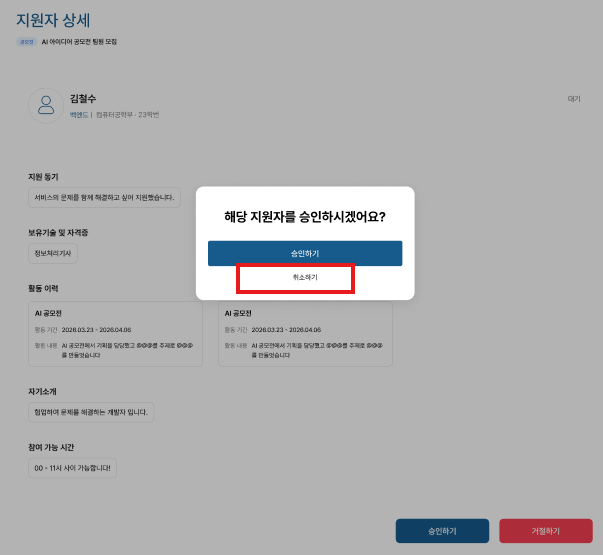 지원자 상세
공모전 AI 아이디어 공모전 팀원 모집
김철수
대기
백엔드 | 컴퓨터공학부 · 23학번
지원 동기
서비스의 문제를 함께 해결하고 싶어 지원했습니다.
해당 지원자를 승인하시겠어요?
승인하기
취소하기
보유기술 및 자격증
정보처리기사
활동 이력
AI 공모전
활동 기간 2026.03.23 - 2026.04.06
활동 내용 AI 공모전에서 기획을 담당했고 @@@를 주제로 @@@
를 만들엇습니다
AI 공모전
활동 기간 2026.03.23 - 2026.04.06
활동 내용 AI 공모전에서 기획을 담당했고 @@@를 주제로 @@@
를 만들엇습니다
자기소개
협업하여 문제를 해결하는 개발자 입니다.
참여 가능 시간
00 - 11시 사이 가능합니다!
승인하기
거절하기